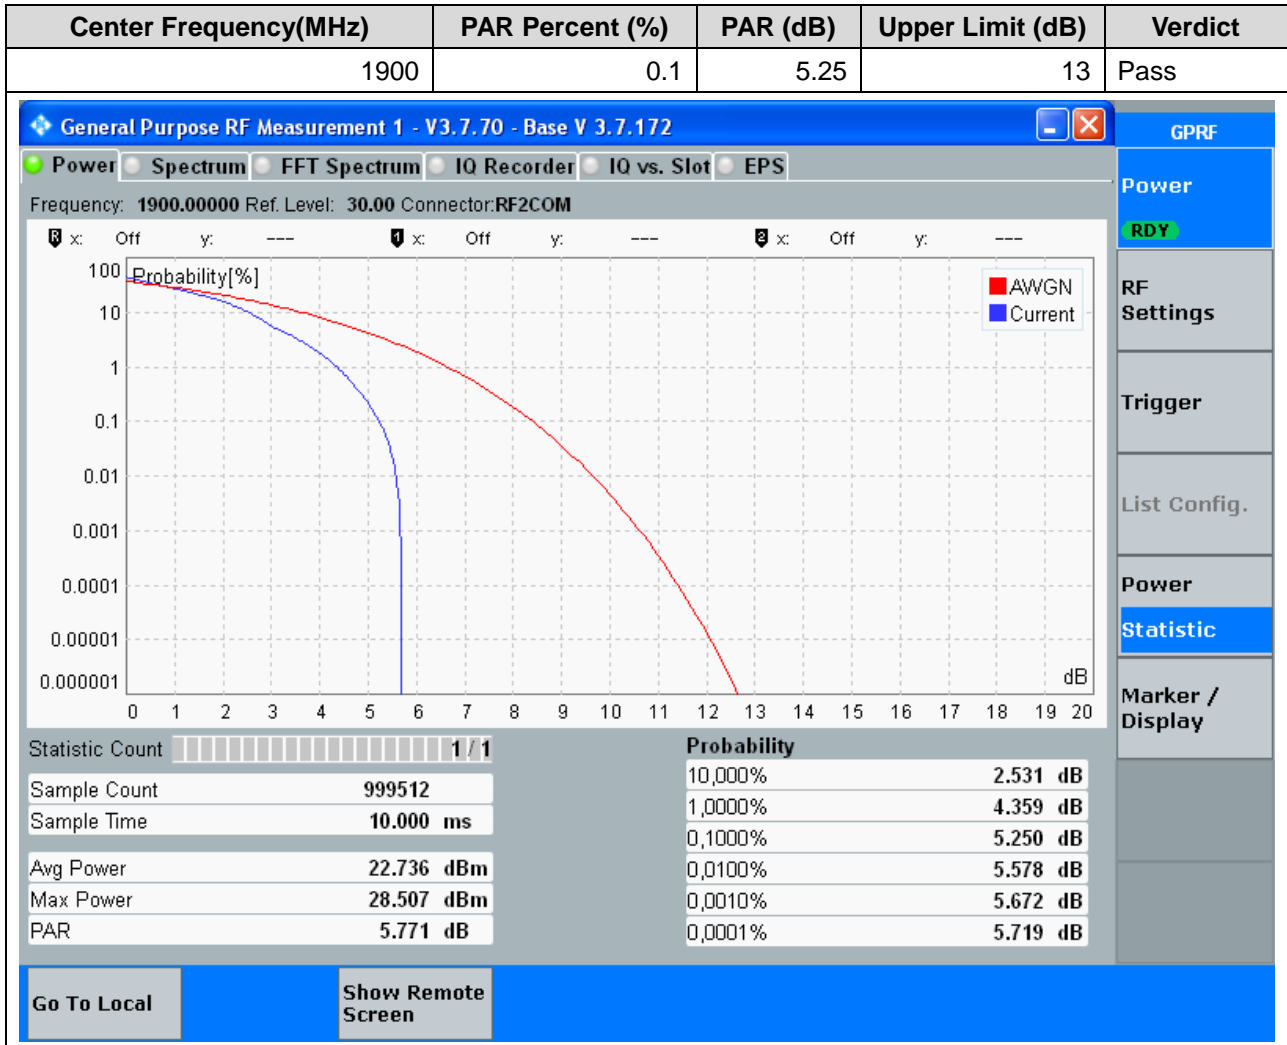 Center Frequency(MHz) PAR Percent (%) PAR (dB) Upper Limit (dB) Verdict
1900 0.1 5.25 13 Pass
General Purpose RF Measurement 1 - V3.7.70 - Base V 3.7.172
GPRF
Power Spectrum FFT Spectrum IQ Recorder IQ vs. Slot EPS
Frequency: 1900.00000 Ref. Level: 30.00 Connector:RF2COM
R x: Off y: --- 1 x: Off y: --- 2 x: Off y: ---
Probability[%]
AWGN
Current
100
10
1
0.1
0.01
0.001
0.0001
0.00001
0.000001
dB
0 1 2 3 4 5 6 7 8 9 10 11 12 13 14 15 16 17 18 19 20
Statistic Count 1 / 1
Sample Count 999512
Sample Time 10.000 ms
Avg Power 22.736 dBm
Max Power 28.507 dBm
PAR 5.771 dB
Probability
10,000% 2.531 dB
1,0000% 4.359 dB
0,1000% 5.250 dB
0,0100% 5.578 dB
0,0010% 5.672 dB
0,0001% 5.719 dB
Power
RDY
RF
Settings
Trigger
List Config.
Power
Statistic
Marker /
Display
Go To Local
Show Remote
Screen